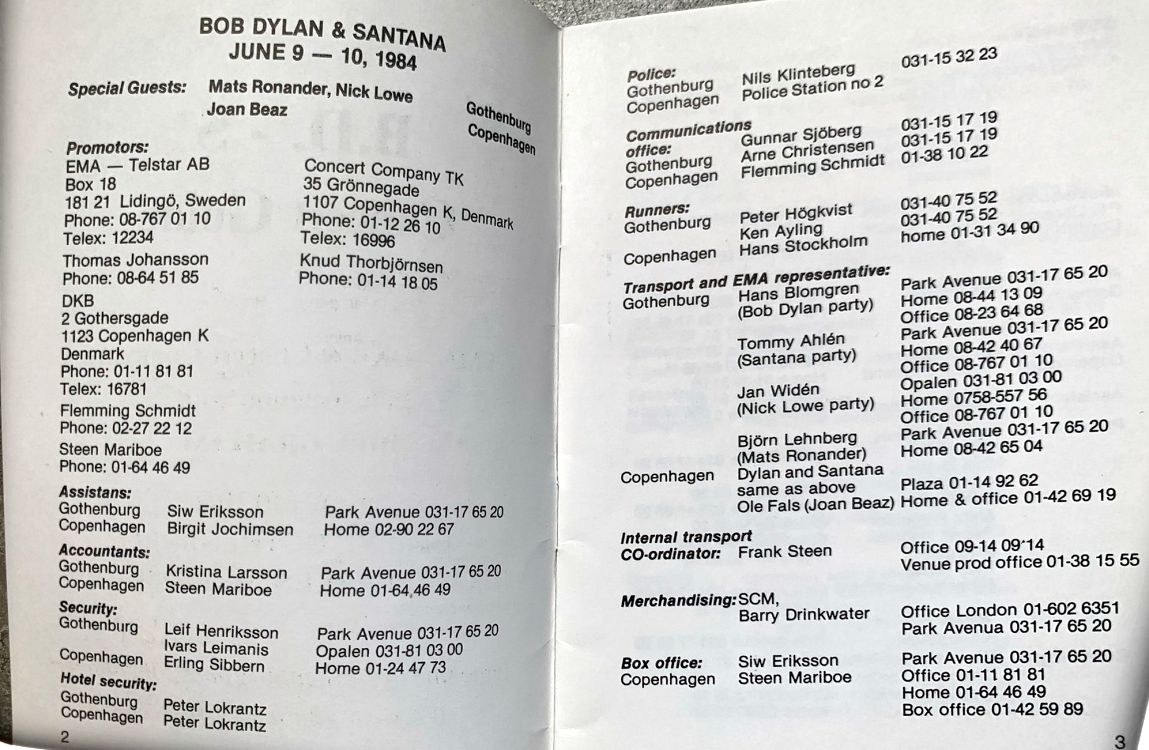 BOB DYLAN & SANTANA
JUNE 9 — 10, 1984
Special Guests: Mats Ronander, Nick Lowe Gothenburg
Joan Beaz Copenhagen
Promotors:
EMA — Telstar AB
Box 18
181 21 Lidingö, Sweden
Phone: 08-767 01 10
Telex: 12234
Thomas Johansson
Phone: 08-64 51 85
Concert Company TK
35 Grönnegade
1107 Copenhagen K, Denmark
Phone: 01-12 26 10
Telex: 16996
Knud Thorbjörnsen
Phone: 01-14 18 05
DKB
2 Gothersgade
1123 Copenhagen K
Denmark
Phone: 01-11 81 81
Telex: 16781
Flemming Schmidt
Phone: 02-27 22 12
Steen Mariboe
Phone: 01-64 46 49
Assistans:
Gothenburg Siw Eriksson Park Avenue 031-17 65 20
Copenhagen Birgit Jochimsen Home 02-90 22 67
Accountants:
Gothenburg Kristina Larsson Park Avenue 031-17 65 20
Copenhagen Steen Mariboe Home 01-64 46 49
Security:
Gothenburg Leif Henriksson Park Avenue 031-17 65 20
Ivars Leimanis Opalen 031-81 03 00
Copenhagen Erling Sibbern Home 01-24 47 73
Hotel security:
Gothenburg Peter Lokrantz
Copenhagen Peter Lokrantz
2
Police:
Gothenburg Nils Klinteberg 031-15 32 23
Copenhagen Police Station no 2
Communications
office: Gunnar Sjöberg 031-15 17 19
Gothenburg Arne Christensen 031-15 17 19
Copenhagen Flemming Schmidt 01-38 10 22
Runners:
Gothenburg Peter Högkvist 031-40 75 52
Ken Ayling 031-40 75 52
Copenhagen Hans Stockholm home 01-31 34 90
Transport and EMA representative:
Gothenburg Hans Blomgren Park Avenue 031-17 65 20
(Bob Dylan party) Home 08-44 13 09
Office 08-23 64 68
Tommy Ahlén Park Avenue 031-17 65 20
(Santana party) Home 08-42 40 67
Office 08-767 01 10
Jan Widén Opalen 031-81 03 00
(Nick Lowe party) Home 0758-557 56
Office 08-767 01 10
Björn Lehnberg Park Avenue 031-17 65 20
(Mats Ronander) Home 08-42 65 04
Copenhagen Dylan and Santana
same as above Plaza 01-14 92 62
Ole Fals (Joan Beaz) Home & office 01-42 69 19
Internal transport
CO-ordinator: Frank Steen Office 09-14 09 14
Venue prod office 01-38 15 55
Merchandising: SCM,
Barry Drinkwater Office London 01-602 6351
Park Avenua 031-17 65 20
Box office: Siw Eriksson Park Avenue 031-17 65 20
Copenhagen Steen Mariboe Office 01-11 81 81
Home 01-64 46 49
Box office 01-42 59 89
3